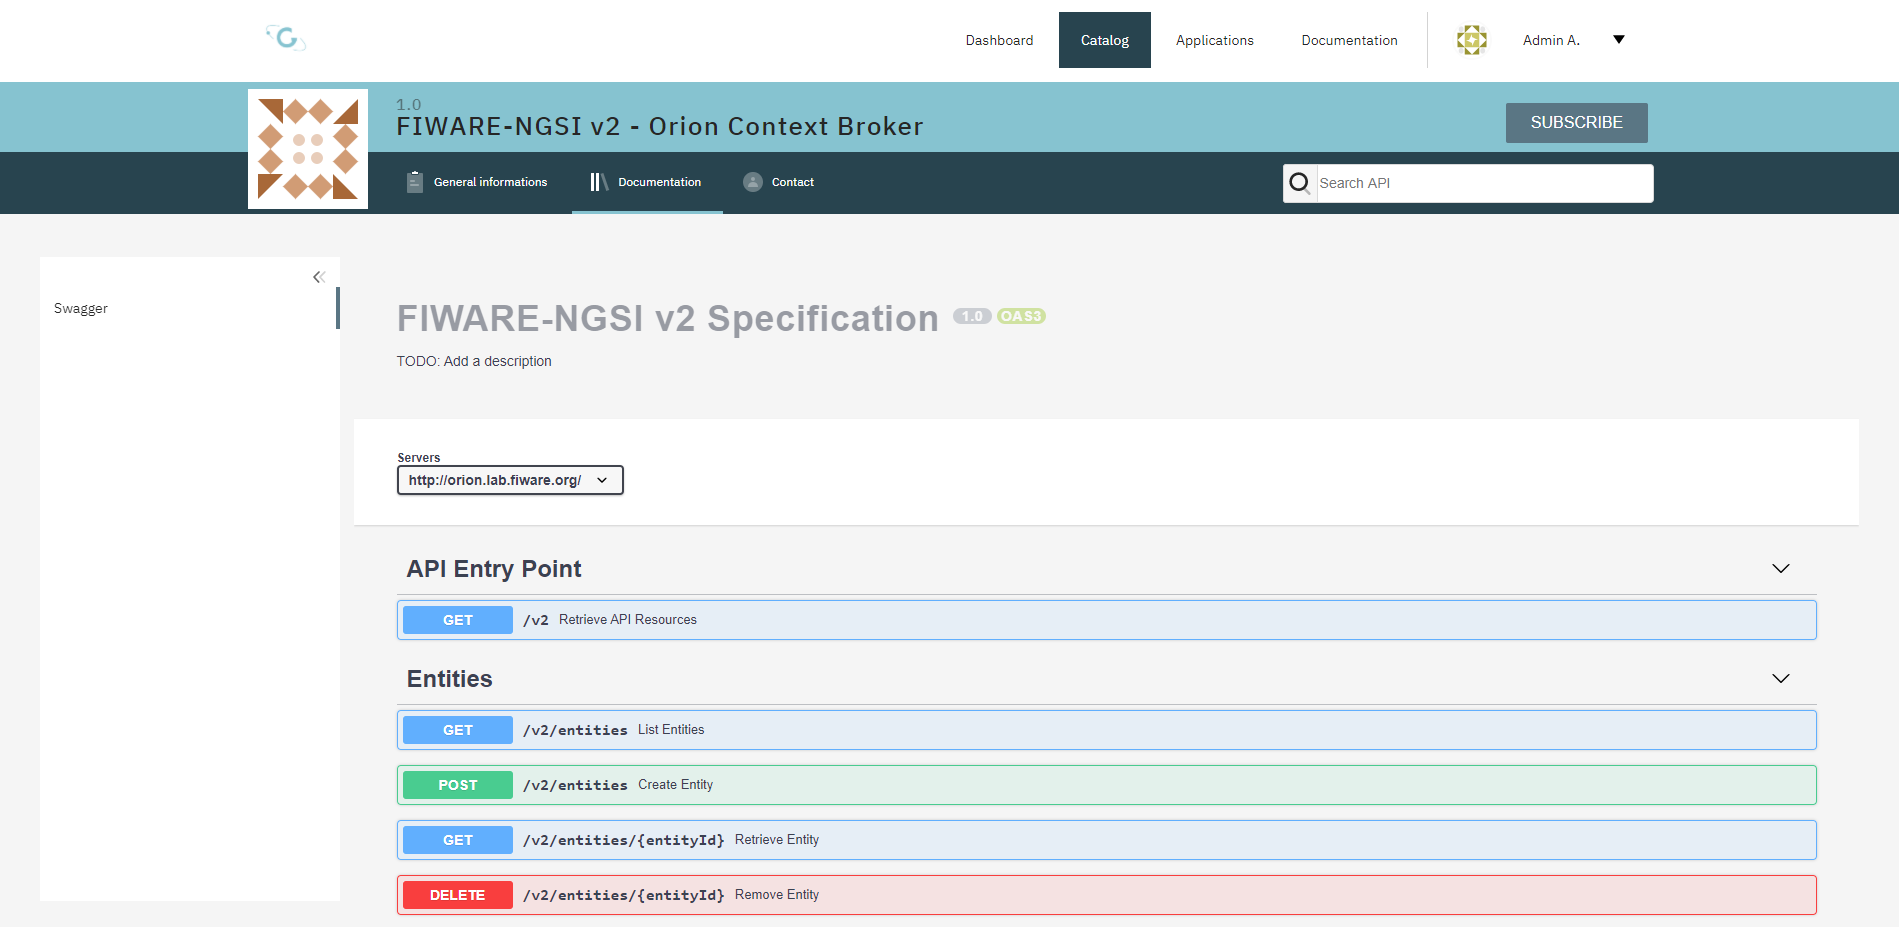 Dashboard
Catalog
Applications
Documentation
Admin A.
1.0
FIWARE-NGSI v2 - Orion Context Broker
SUBSCRIBE
General informations
Documentation
Contact
Search API
Swagger
FIWARE-NGSI v2 Specification 1.0 OAS3
TODO: Add a description
Servers
http://orion.lab.fiware.org/
API Entry Point
GET /v2 Retrieve API Resources
Entities
GET /v2/entities List Entities
POST /v2/entities Create Entity
GET /v2/entities/{entityId} Retrieve Entity
DELETE /v2/entities/{entityId} Remove Entity